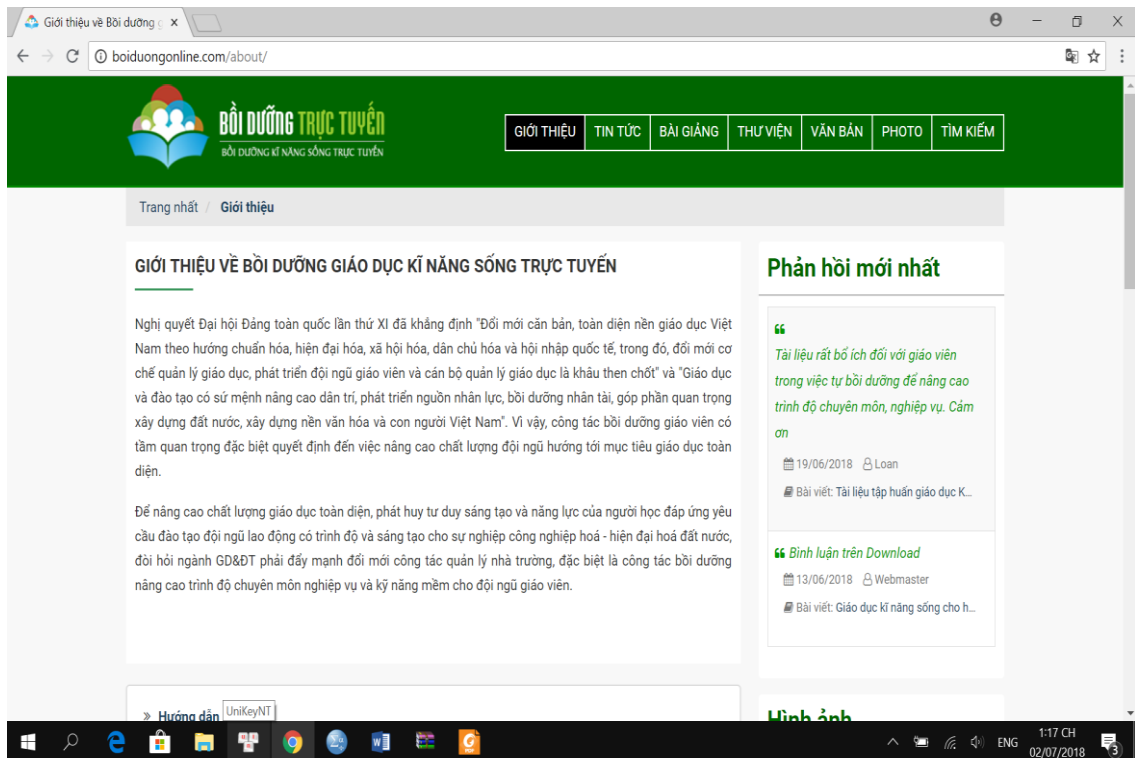 Giới thiệu về Bồi dưỡng g
boiduongonline.com/about/
BỒI DƯỠNG TRỰC TUYẾN
BỒI DƯỠNG KĨ NĂNG SỐNG TRỰC TUYẾN
GIỚI THIỆU TIN TỨC BÀI GIẢNG THƯ VIỆN VĂN BẢN PHOTO TÌM KIẾM
Trang nhất / Giới thiệu
GIỚI THIỆU VỀ BỒI DƯỠNG GIÁO DỤC KĨ NĂNG SỐNG TRỰC TUYẾN
Nghị quyết Đại hội Đảng toàn quốc lần thứ XI đã khẳng định "Đổi mới căn bản, toàn diện nền giáo dục Việt
Nam theo hướng chuẩn hóa, hiện đại hóa, xã hội hóa, dân chủ hóa và hội nhập quốc tế, trong đó, đổi mới cơ
chế quản lý giáo dục, phát triển đội ngũ giáo viên và cán bộ quản lý giáo dục là khâu then chốt" và "Giáo dục
và đào tạo có sứ mệnh nâng cao dân trí, phát triển nguồn nhân lực, bồi dưỡng nhân tài, góp phần quan trọng
xây dựng đất nước, xây dựng nền văn hóa và con người Việt Nam". Vì vậy, công tác bồi dưỡng giáo viên có
tầm quan trọng đặc biệt quyết định đến việc nâng cao chất lượng đội ngũ hướng tới mục tiêu giáo dục toàn
diện.
Để nâng cao chất lượng giáo dục toàn diện, phát huy tư duy sáng tạo và năng lực của người học đáp ứng yêu
cầu đào tạo đội ngũ lao động có trình độ và sáng tạo cho sự nghiệp công nghiệp hoá - hiện đại hoá đất nước,
đòi hỏi ngành GD&ĐT phải đẩy mạnh đổi mới công tác quản lý nhà trường, đặc biệt là công tác bồi dưỡng
nâng cao trình độ chuyên môn nghiệp vụ và kỹ năng mềm cho đội ngũ giáo viên.
» Hướng dẫn
UniKeyNT
Phản hồi mới nhất
Tài liệu rất bổ ích đối với giáo viên
trong việc tự bồi dưỡng để nâng cao
trình độ chuyên môn, nghiệp vụ. Cảm
ơn
19/06/2018 Loan
Bài viết: Tài liệu tập huấn giáo dục K...
Bình luận trên Download
13/06/2018 Webmaster
Bài viết: Giáo dục kĩ năng sống cho h...
Hình ảnh
ENG
1:17 CH
02/07/2018
3